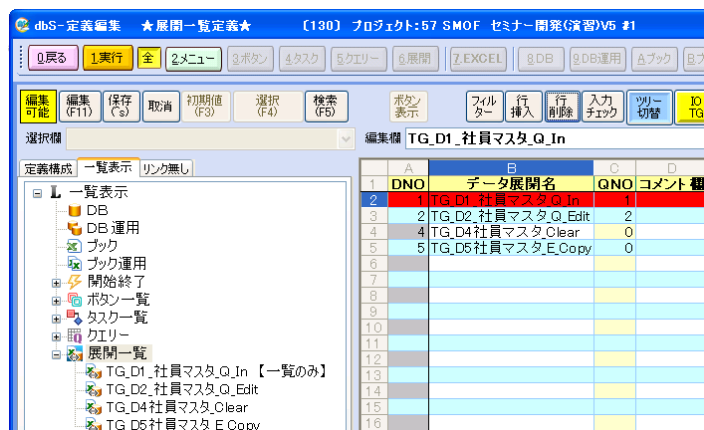 dbS-定義編集 ★展開一覧定義★ 〔130〕 プロジェクト:57 SMOF セミナー開発(演習)V5 #1
0戻る 1実行 全 2メニュー 3ボタン 4タスク 5クエリー 6展開 7.EXCEL 8.DB 9.DB運用 Aブック
編集可能 編集(F11) 保存(^s) 取消 初期値(F3) 選択(F4) 検索(F5) ボタン表示 フィルター 行挿入 行削除 入力チェック ツリー切替 IO TG
選択欄 編集欄 TG_D1_社員マスタ_Q_In
定義構成 一覧表示 リンク無し
L 一覧表示
DB
DB運用
ブック
ブック運用
開始終了
ボタン一覧
タスク一覧
クエリー
展開一覧
TG_D1_社員マスタ_Q_In 【一覧のみ】
TG_D2_社員マスタ_Q_Edit
TG_D4社員マスタ_Clear
TG_D5社員マスタ_E_Copy
A B C D
1 DNO データ展開名 QNO コメント欄
2 1 TG_D1_社員マスタ_Q_In 1
3 2 TG_D2_社員マスタ_Q_Edit 2
4 4 TG_D4社員マスタ_Clear 0
5 5 TG_D5社員マスタ_E_Copy 0
6
7
8
9
10
11
12
13
14
15
16